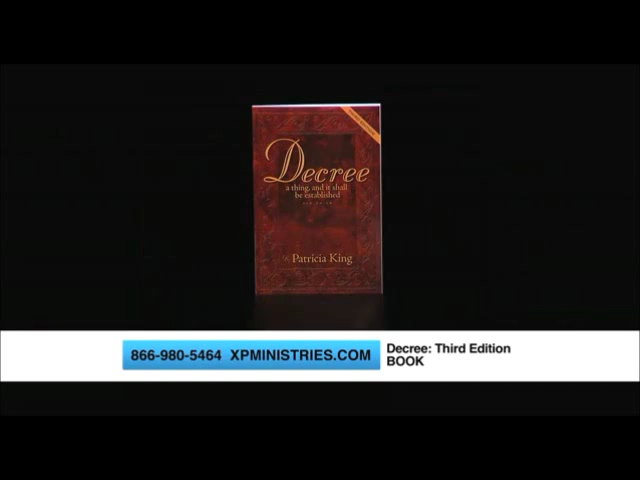 Decree
a thing, and it shall
be established
Patricia King
866-980-5464 XPMINISTRIES.COM
Decree: Third Edition
BOOK